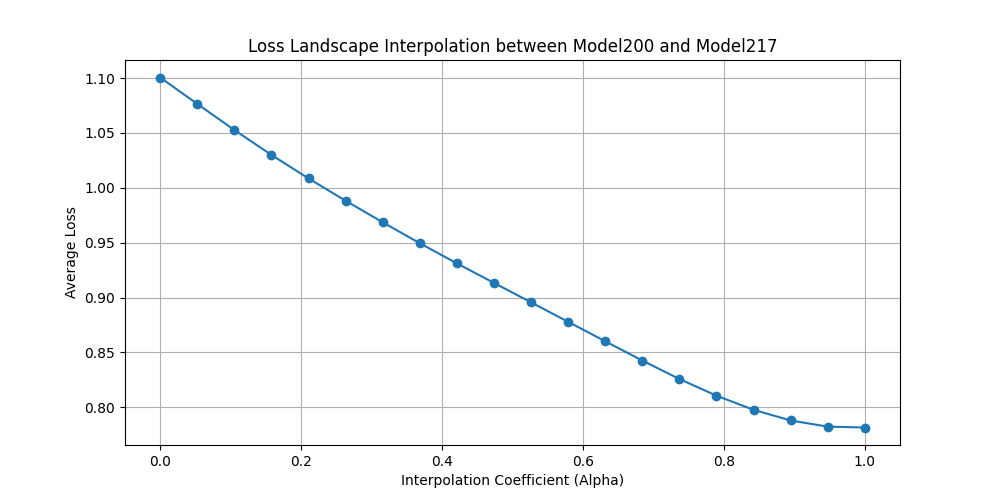 Loss Landscape Interpolation between Model200 and Model217
1.10
1.05
1.00
0.95
0.90
0.85
0.80
Average Loss
0.0 0.2 0.4 0.6 0.8 1.0
Interpolation Coefficient (Alpha)